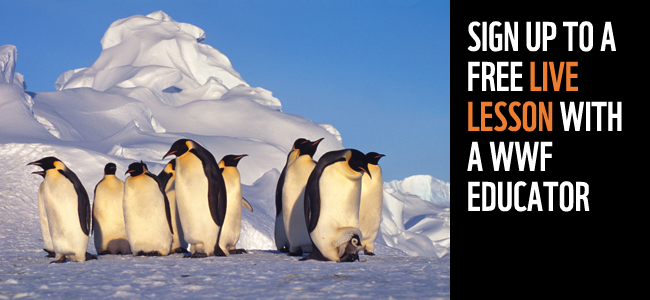 SIGN UP TO A
FREE LIVE
LESSON WITH
A WWF
EDUCATOR